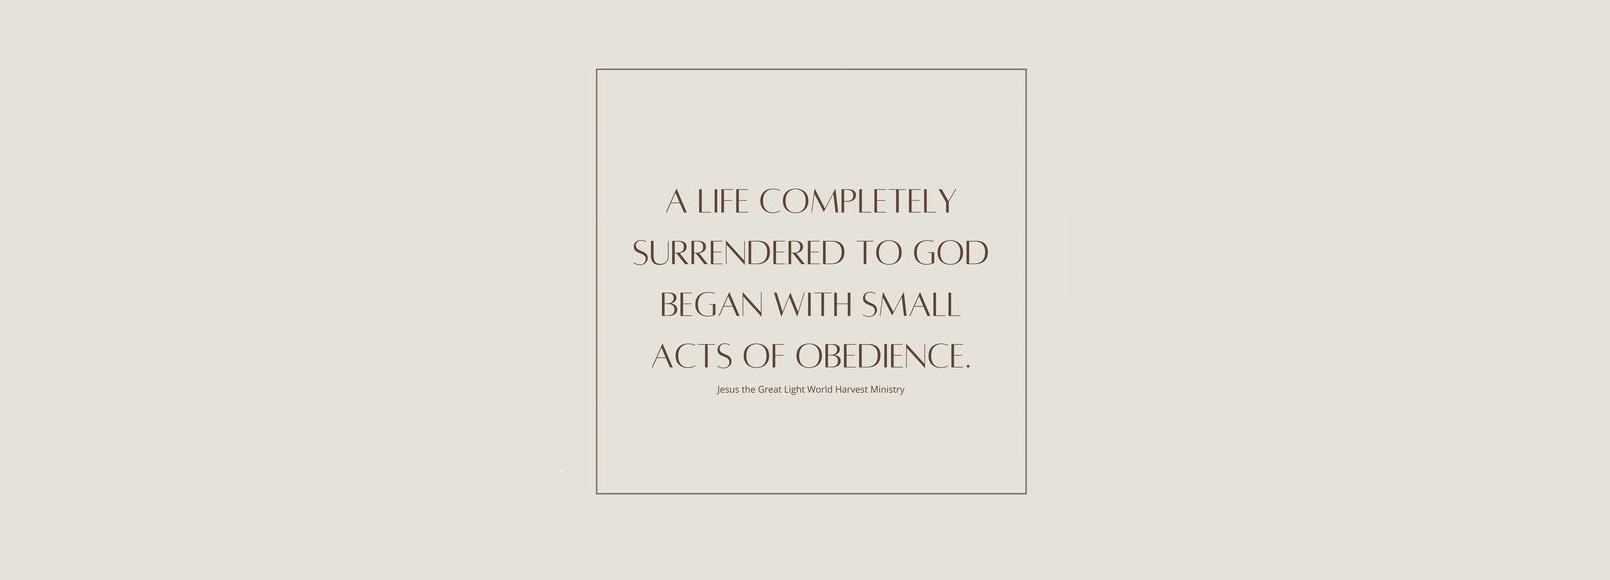 A LIFE COMPLETELY
SURRENDERED TO GOD
BEGAN WITH SMALL
ACTS OF OBEDIENCE.
Jesus the Great Light World Harvest Ministry